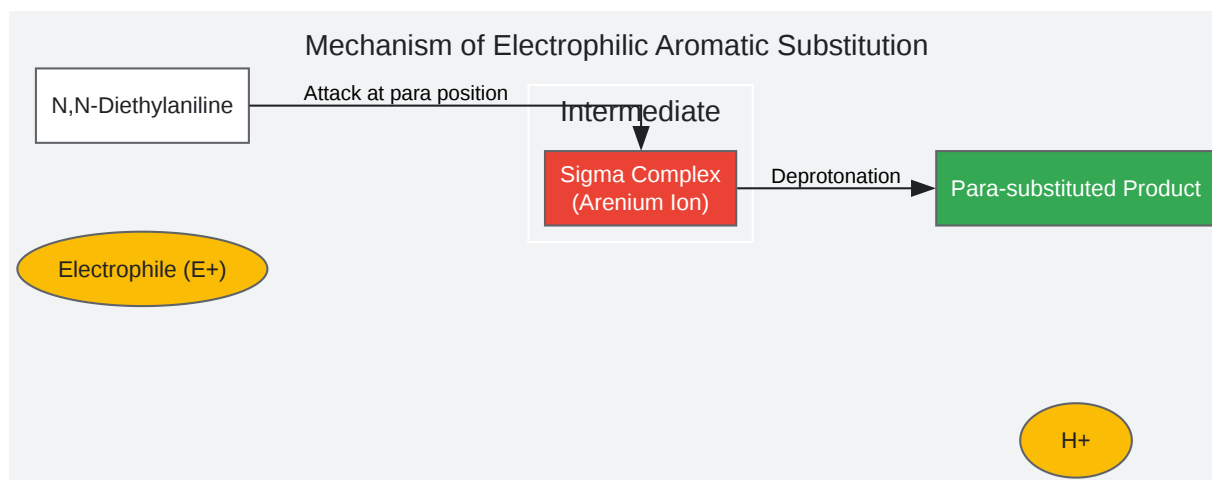 Mechanism of Electrophilic Aromatic Substitution
N,N-Diethylaniline
Attack at para position
Intermediate
Sigma Complex
(Arenium Ion)
Deprotonation
Para-substituted Product
Electrophile (E+)
H+